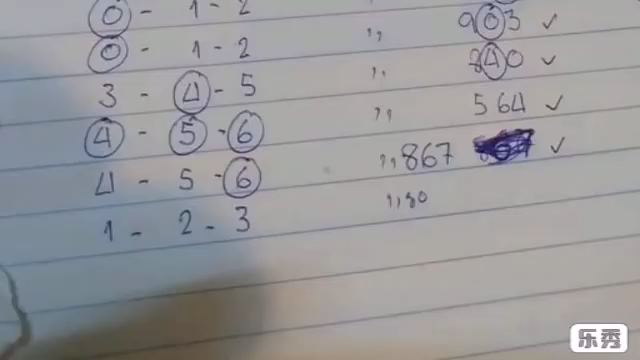 0 - 1 - 2
0 - 1 - 2 ,, 903 ✓
3 - 4 - 5 ,, 840 ✓
4 - 5 - 6 ,, 564 ✓
4 - 5 - 6 ,, 867 ✓
1 - 2 - 3 ,, 80
乐秀